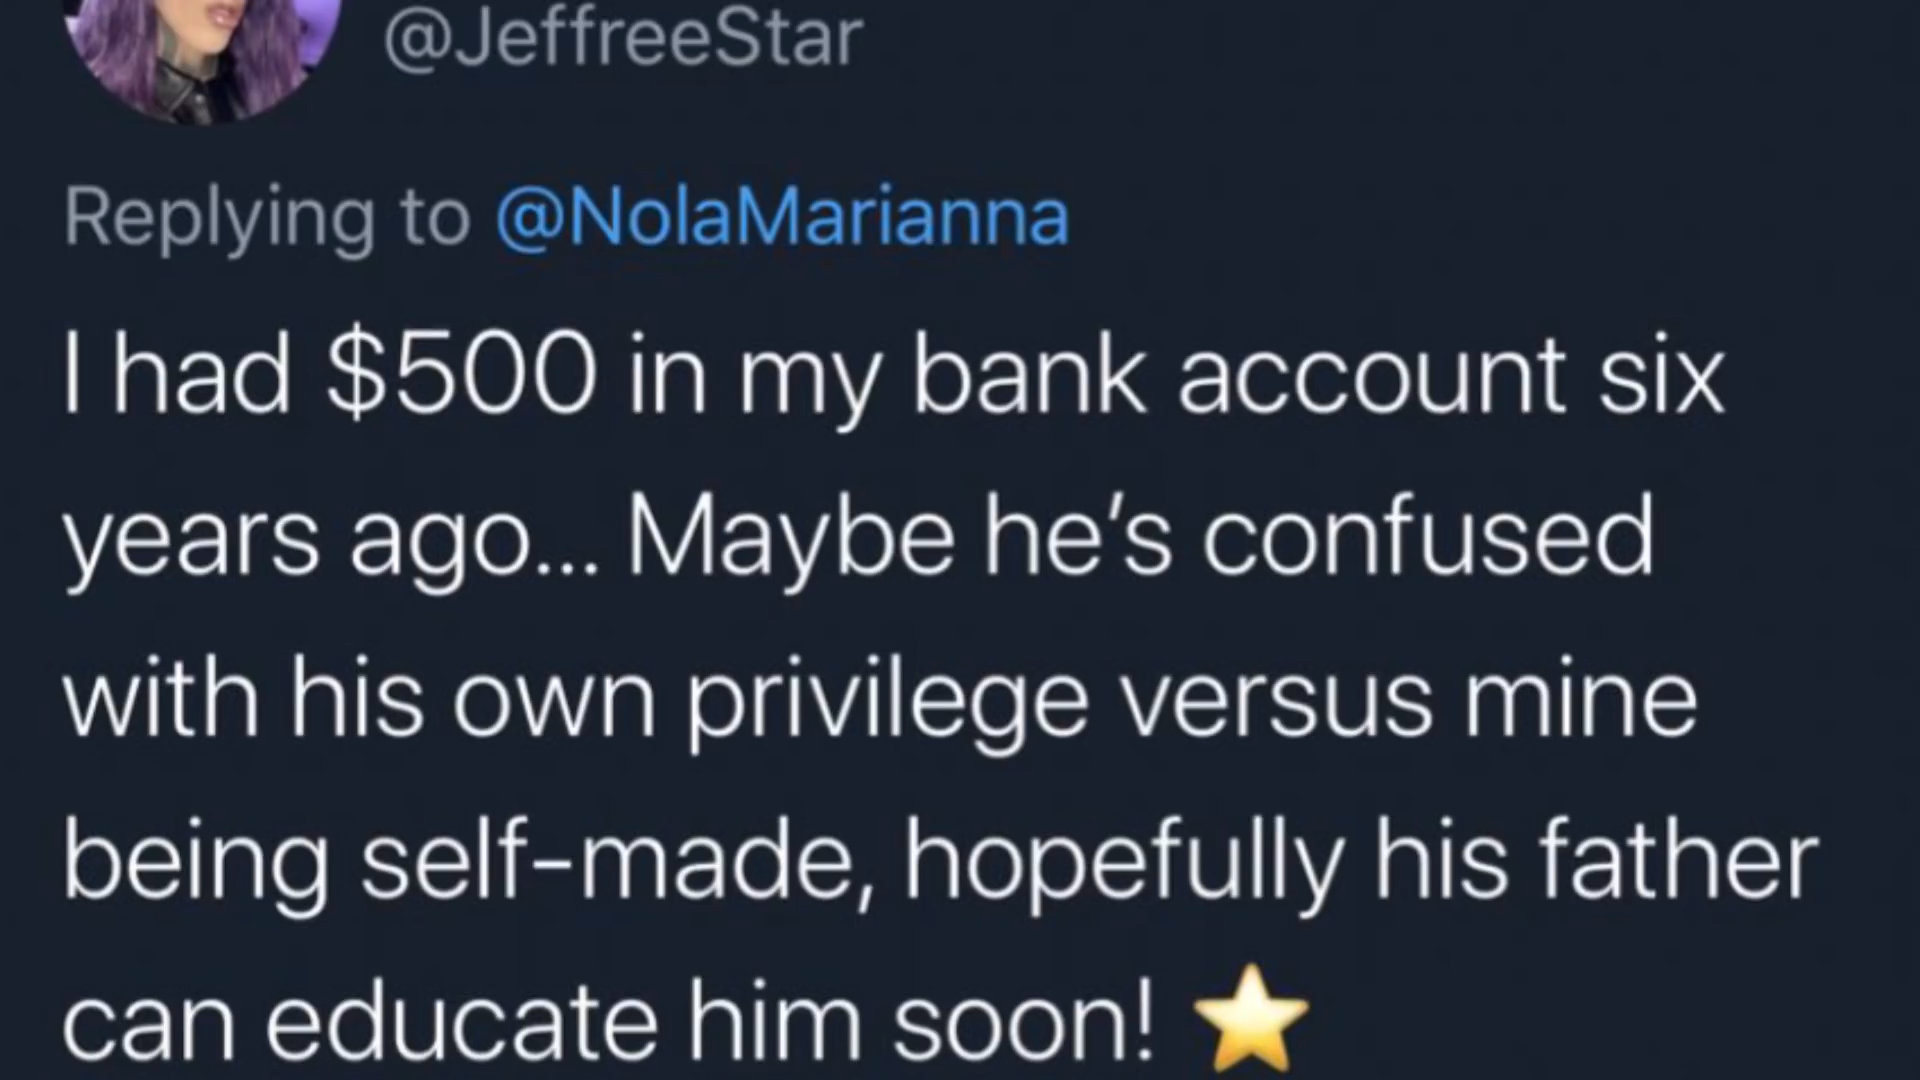 @JeffreeStar
Replying to @NolaMarianna
I had $500 in my bank account six
years ago... Maybe he’s confused
with his own privilege versus mine
being self-made, hopefully his father
can educate him soon! ⭐